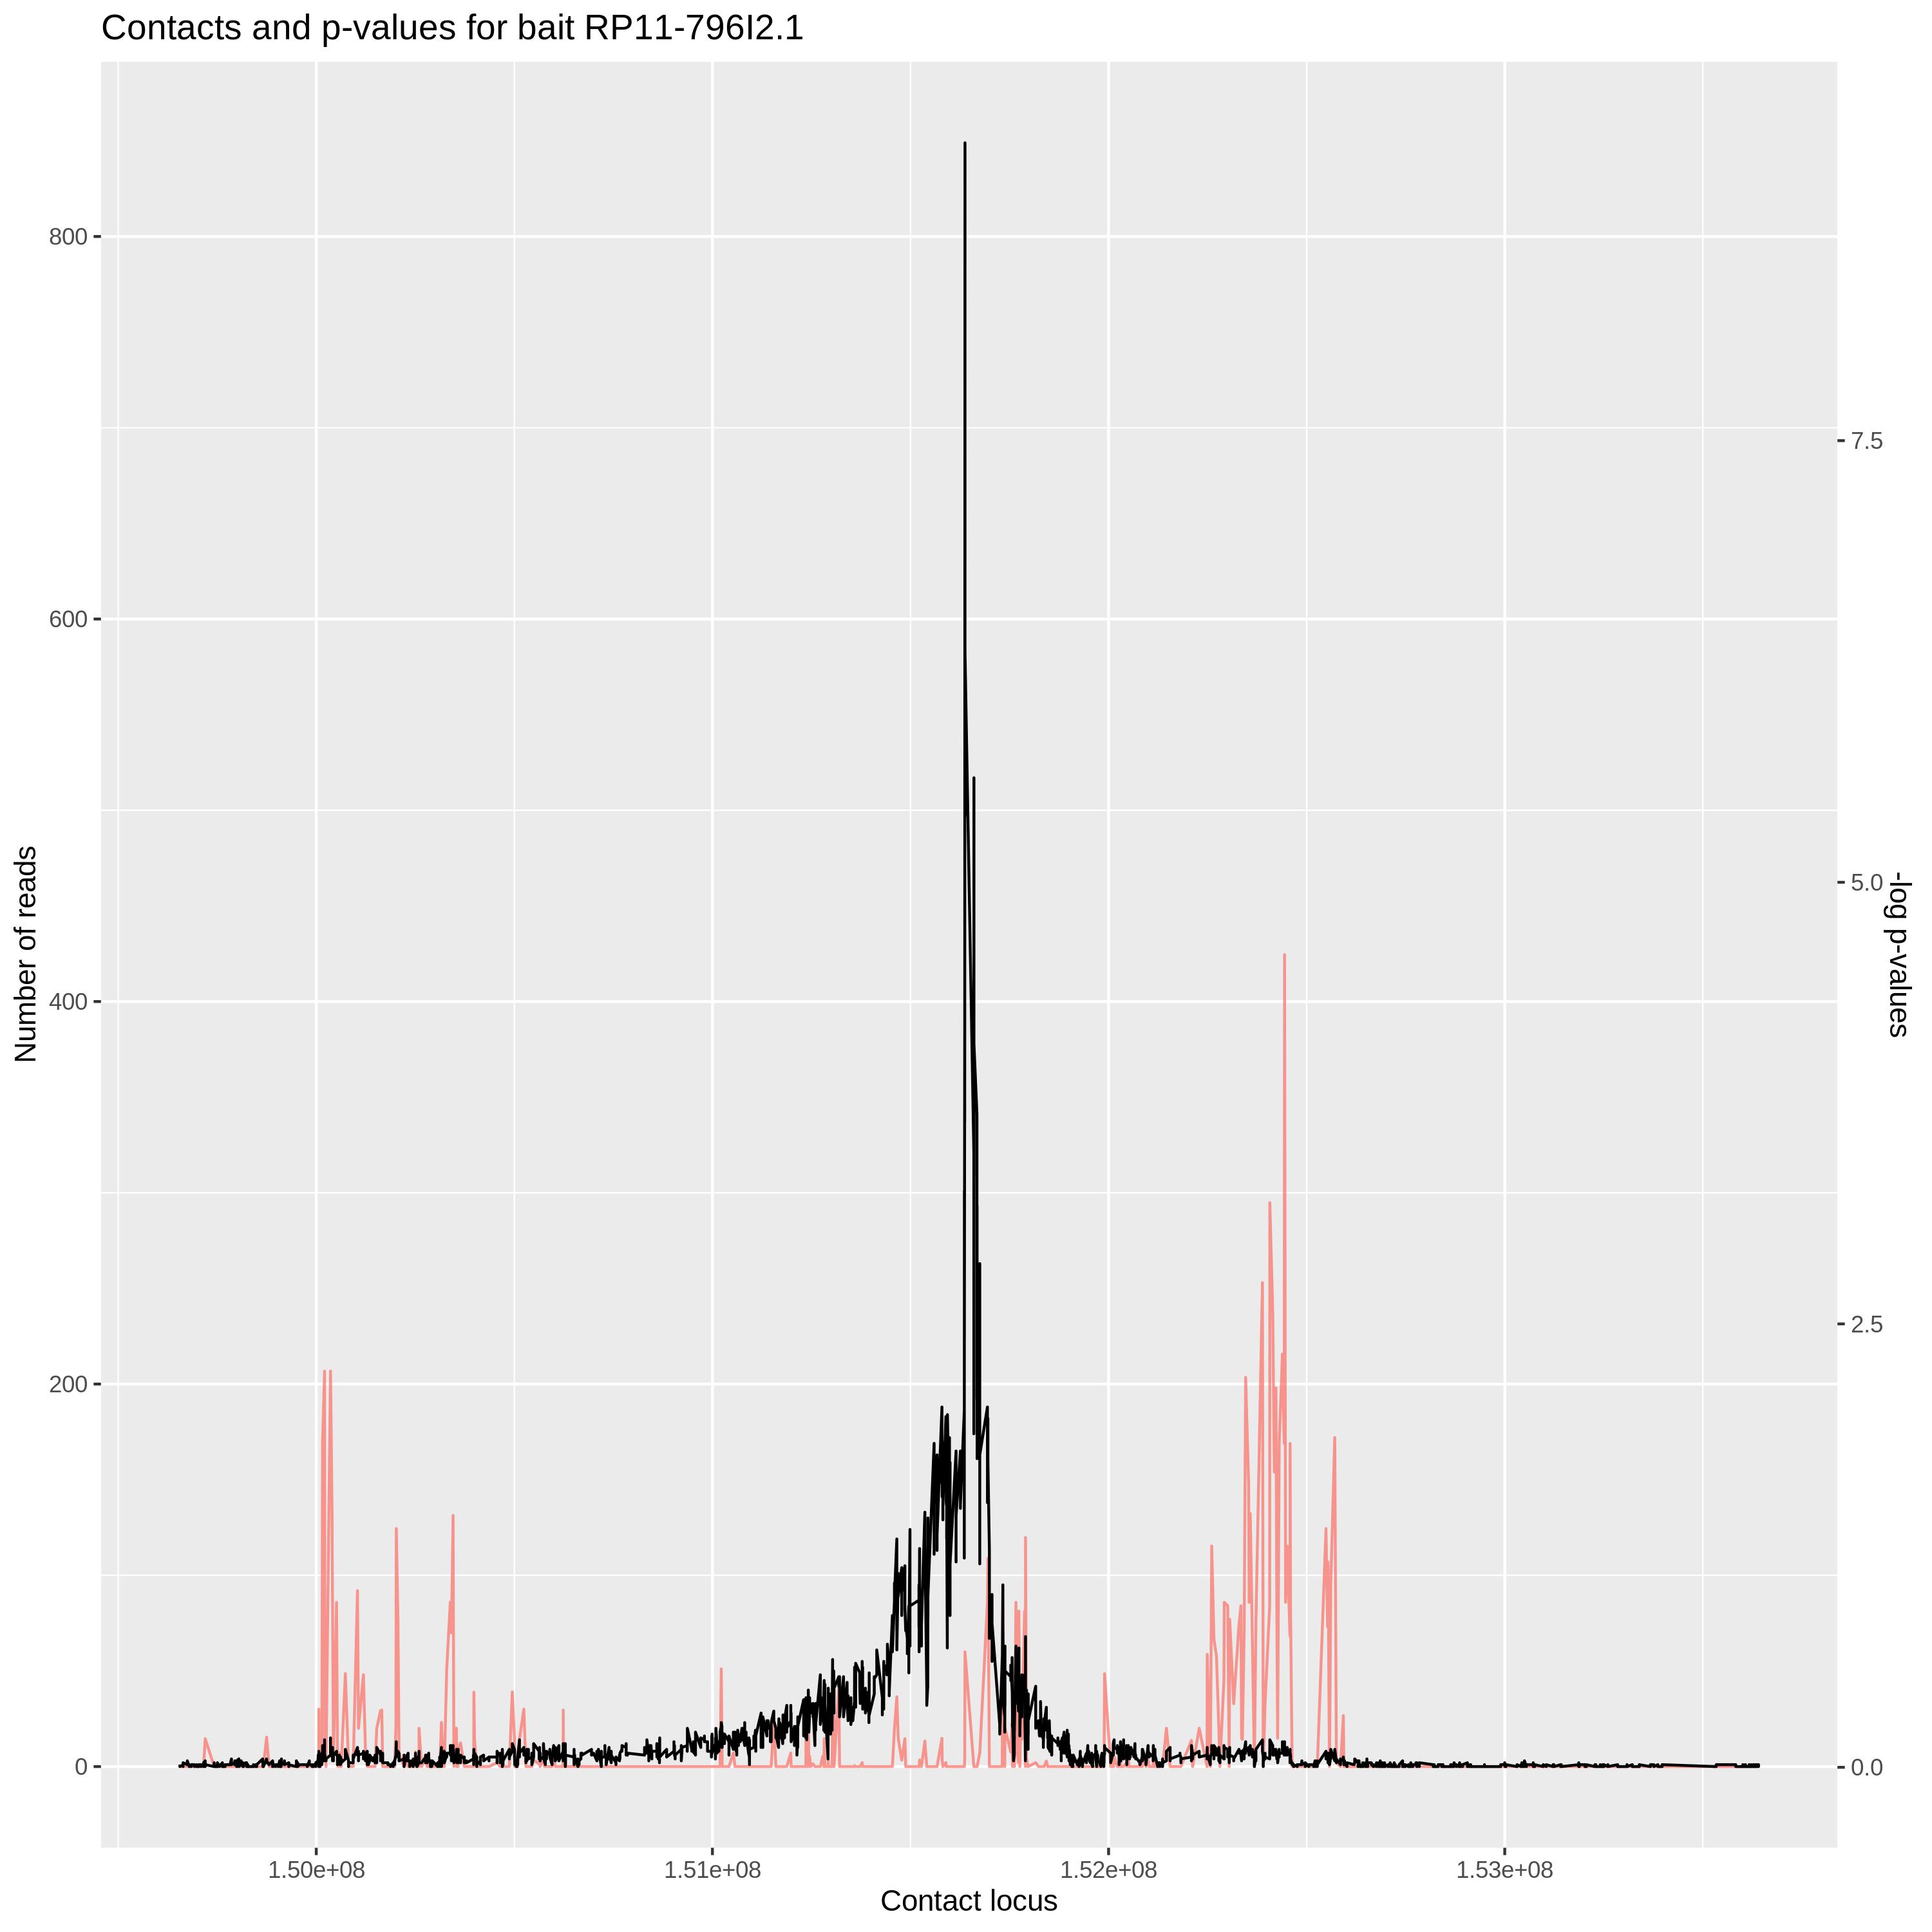 Contacts and p-values for bait RP11-796I2.1
800
600
400
200
0
Number of reads
7.5
5.0
2.5
0.0
-log p-values
1.50e+08
1.51e+08
1.52e+08
1.53e+08
Contact locus